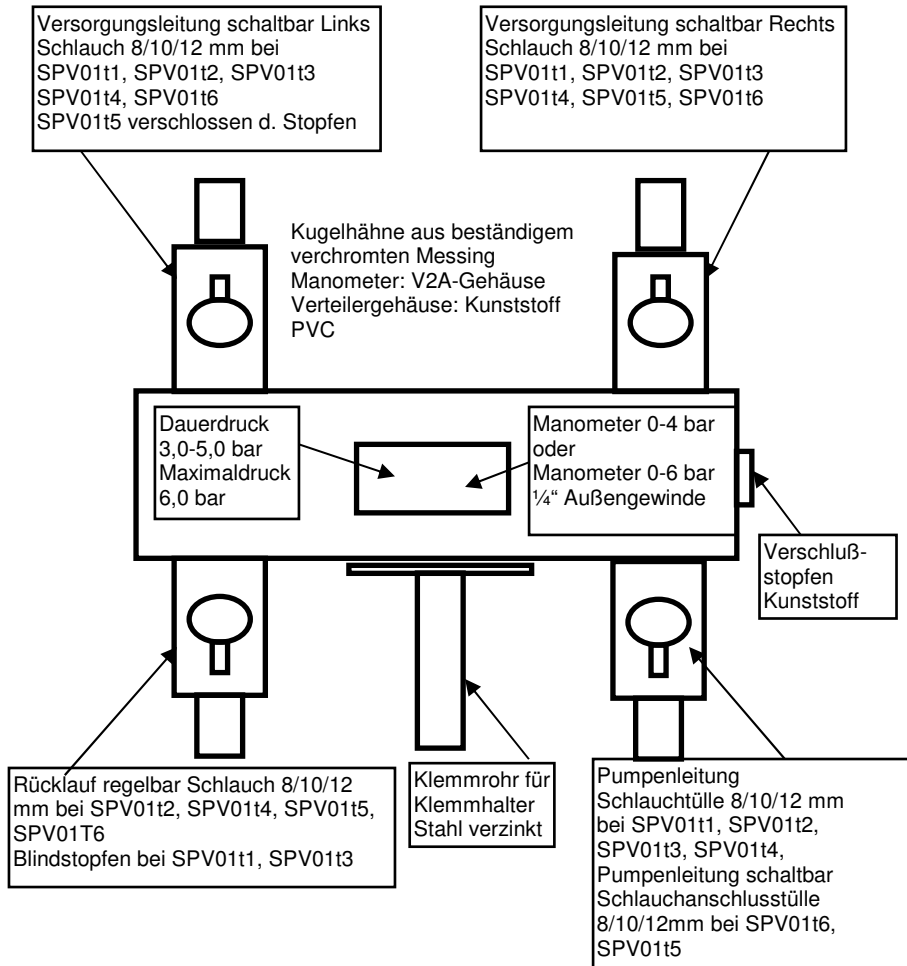 Versorgungsleitung schaltbar Links
Schlauch 8/10/12 mm bei
SPV01t1, SPV01t2, SPV01t3
SPV01t4, SPV01t6
SPV01t5 verschlossen d. Stopfen
Versorgungsleitung schaltbar Rechts
Schlauch 8/10/12 mm bei
SPV01t1, SPV01t2, SPV01t3
SPV01t4, SPV01t5, SPV01t6
Kugelhähne aus beständigem
verchromten Messing
Manometer: V2A-Gehäuse
Verteilergehäuse: Kunststoff
PVC
Dauerdruck
3,0-5,0 bar
Maximaldruck
6,0 bar
Manometer 0-4 bar
oder
Manometer 0-6 bar
¼“ Außengewinde
Verschluß-
stopfen
Kunststoff
Rücklauf regelbar Schlauch 8/10/12
mm bei SPV01t2, SPV01t4, SPV01t5,
SPV01T6
Blindstopfen bei SPV01t1, SPV01t3
Klemmrohr für
Klemmhalter
Stahl verzinkt
Pumpenleitung
Schlauchtülle 8/10/12 mm
bei SPV01t1, SPV01t2,
SPV01t3, SPV01t4,
Pumpenleitung schaltbar
Schlauchanschlusstülle
8/10/12mm bei SPV01t6,
SPV01t5